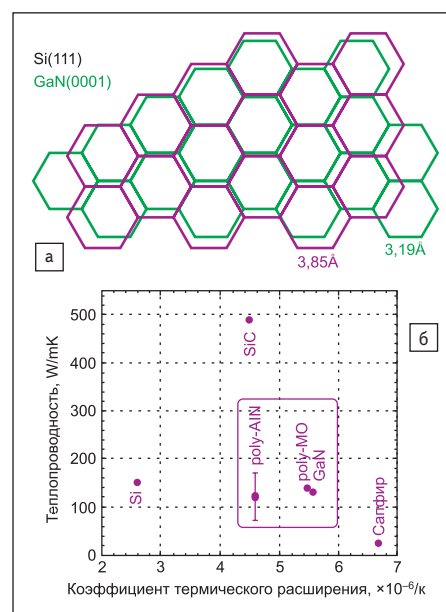 Si(111)
GaN(0001)
а
3,85Å
3,19Å
б
Теплопроводность, W/mK
500
400
300
200
100
0
Si
SiC
poly-AlN
poly-MO
GaN
Сапфир
2
3
4
5
6
7
Коэффициент термического расширения, ×10⁻⁶/к